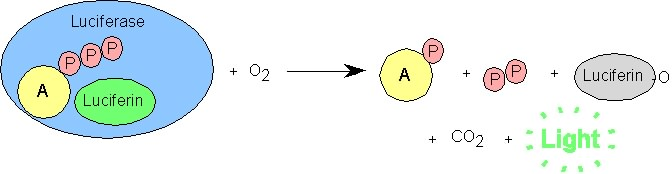 Luciferase
P P P
A
Luciferin
+ O2
A P + P P + Luciferin -O
+ CO2 + Light